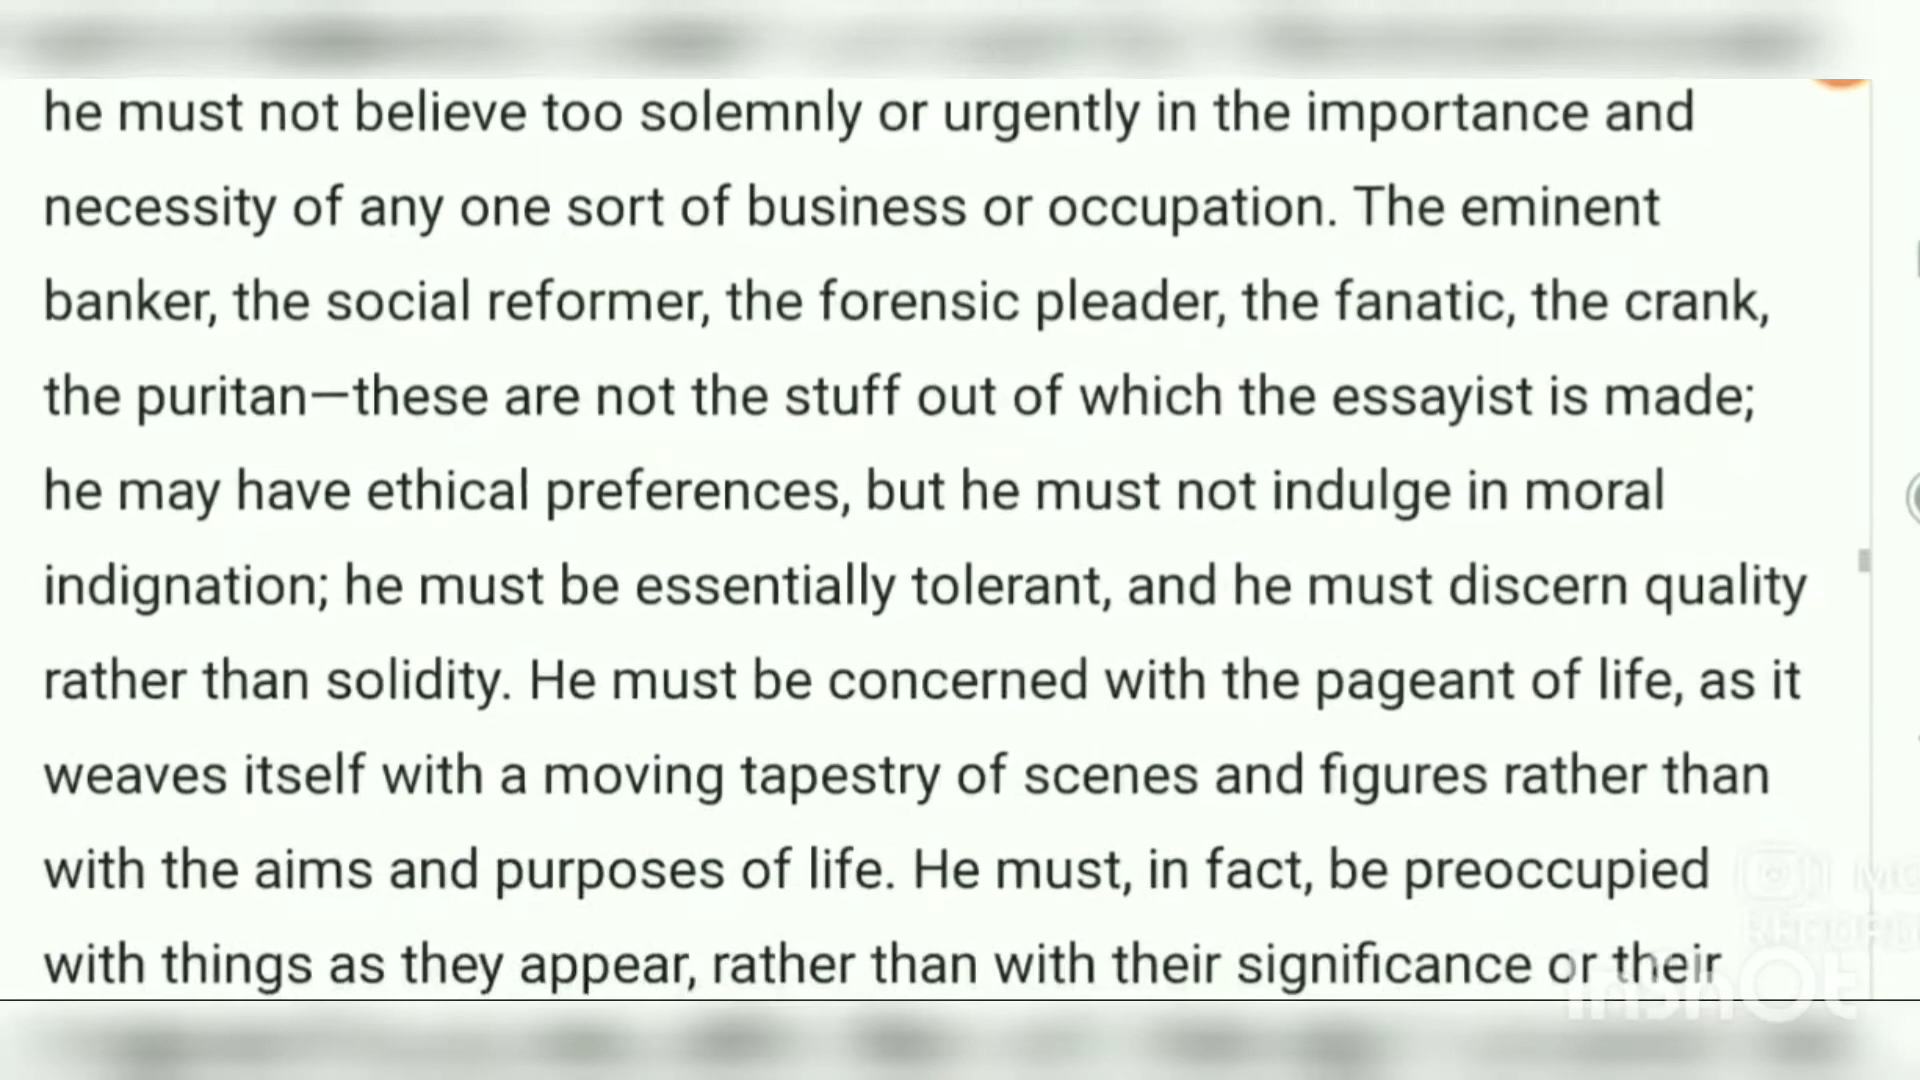 he must not believe too solemnly or urgently in the importance and
necessity of any one sort of business or occupation. The eminent
banker, the social reformer, the forensic pleader, the fanatic, the crank,
the puritan—these are not the stuff out of which the essayist is made;
he may have ethical preferences, but he must not indulge in moral
indignation; he must be essentially tolerant, and he must discern quality
rather than solidity. He must be concerned with the pageant of life, as it
weaves itself with a moving tapestry of scenes and figures rather than
with the aims and purposes of life. He must, in fact, be preoccupied
with things as they appear, rather than with their significance or their
InShOt